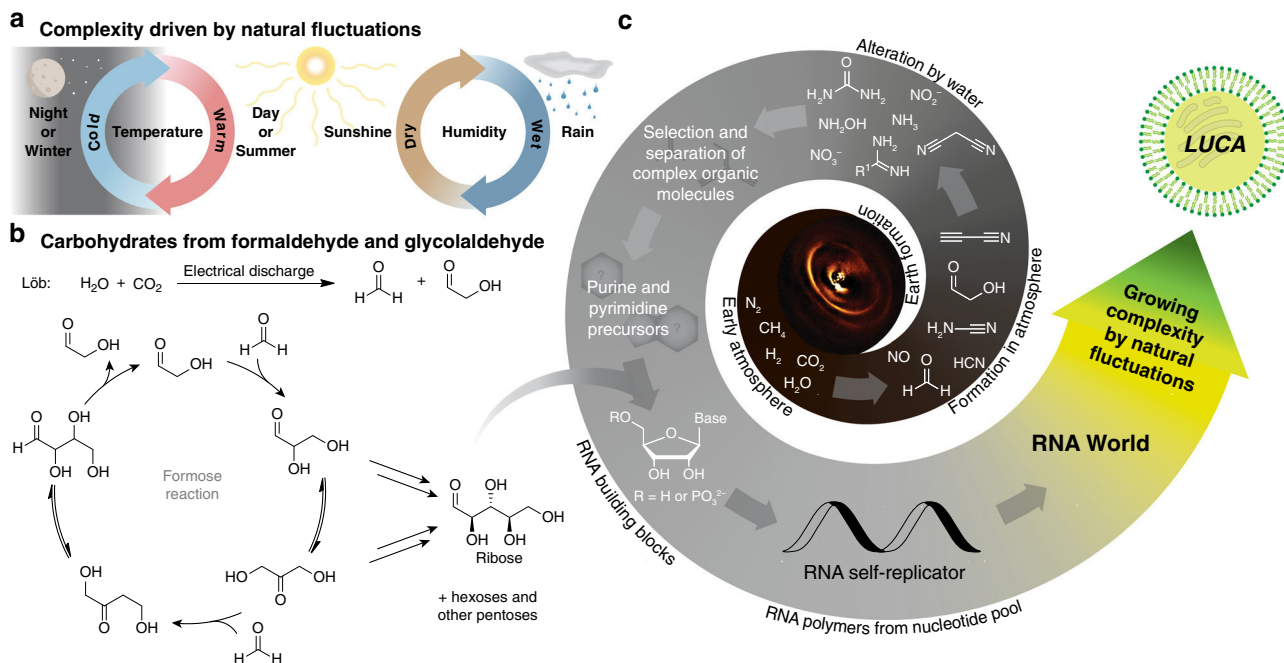 a
Complexity driven by natural fluctuations
Night
or
Winter
Cold
Temperature
Warm
Day
or
Summer
Sunshine
Dry
Humidity
Wet
Rain
b
Carbohydrates from formaldehyde and glycolaldehyde
Löb:
H₂O + CO₂
Electrical discharge
O
H
H
+
O
OH
O
OH
O
OH
O
H
H
O
H
OH
OH
OH
O
OH
OH
Formose
reaction
O
OH
OH
OH
OH
Ribose
HO
OH
O
OH
O
OH
O
H
H
+ hexoses and
other pentoses
c
Alteration by water
O
H₂N
NH₂
NO₂⁻
NH₂OH
NH₃
NO₃⁻
NH₂
R¹
NH
N
N
Selection and
separation of
complex organic
molecules
?
?
Purine and
pyrimidine
precursors
Earth formation
Early atmosphere
N₂
CH₄
H₂
CO₂
H₂O
Formation in atmosphere
N
O
OH
H₂N
N
NO
HCN
O
H
H
RNA building blocks
RO
O
Base
OH
OH
R = H or PO₃²⁻
RNA self-replicator
RNA polymers from nucleotide pool
RNA World
Growing
complexity
by natural
fluctuations
LUCA